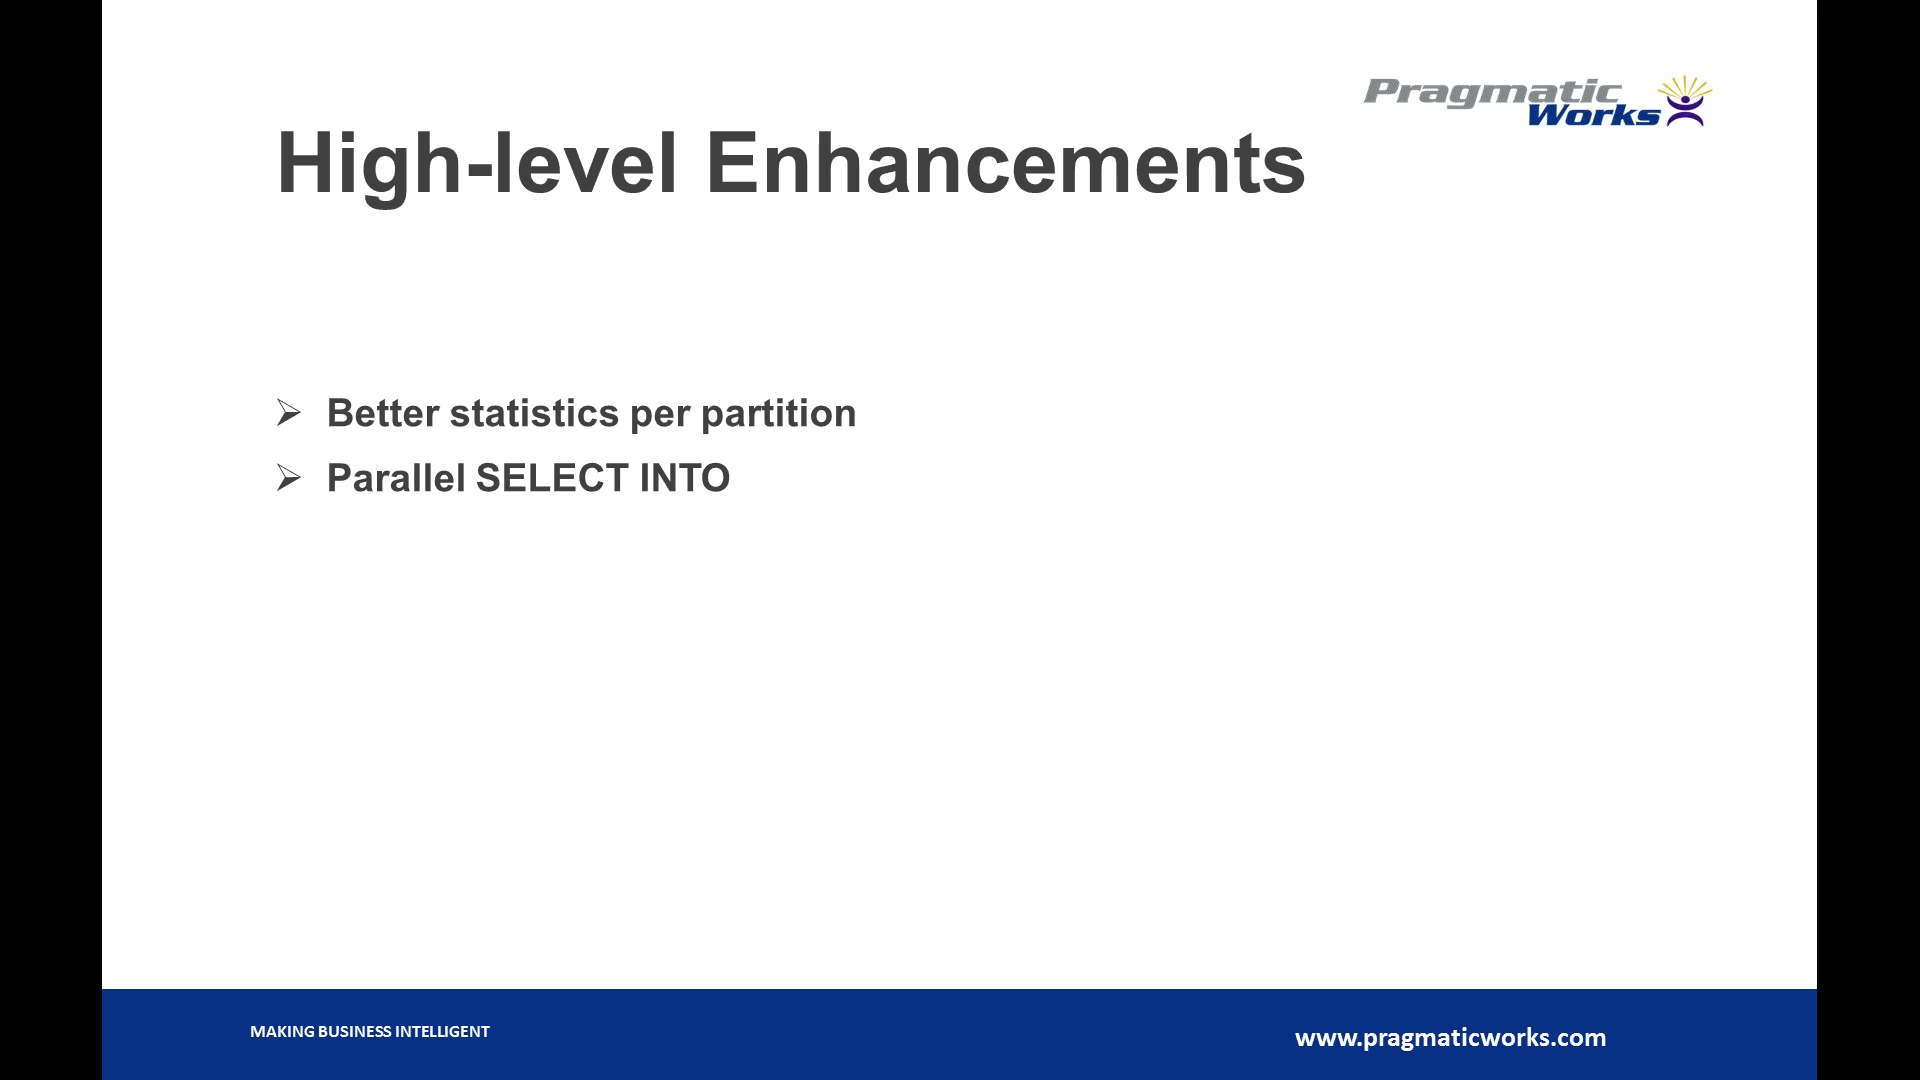 Pragmatic
Works
High-level Enhancements
Better statistics per partition
Parallel SELECT INTO
MAKING BUSINESS INTELLIGENT
www.pragmaticworks.com